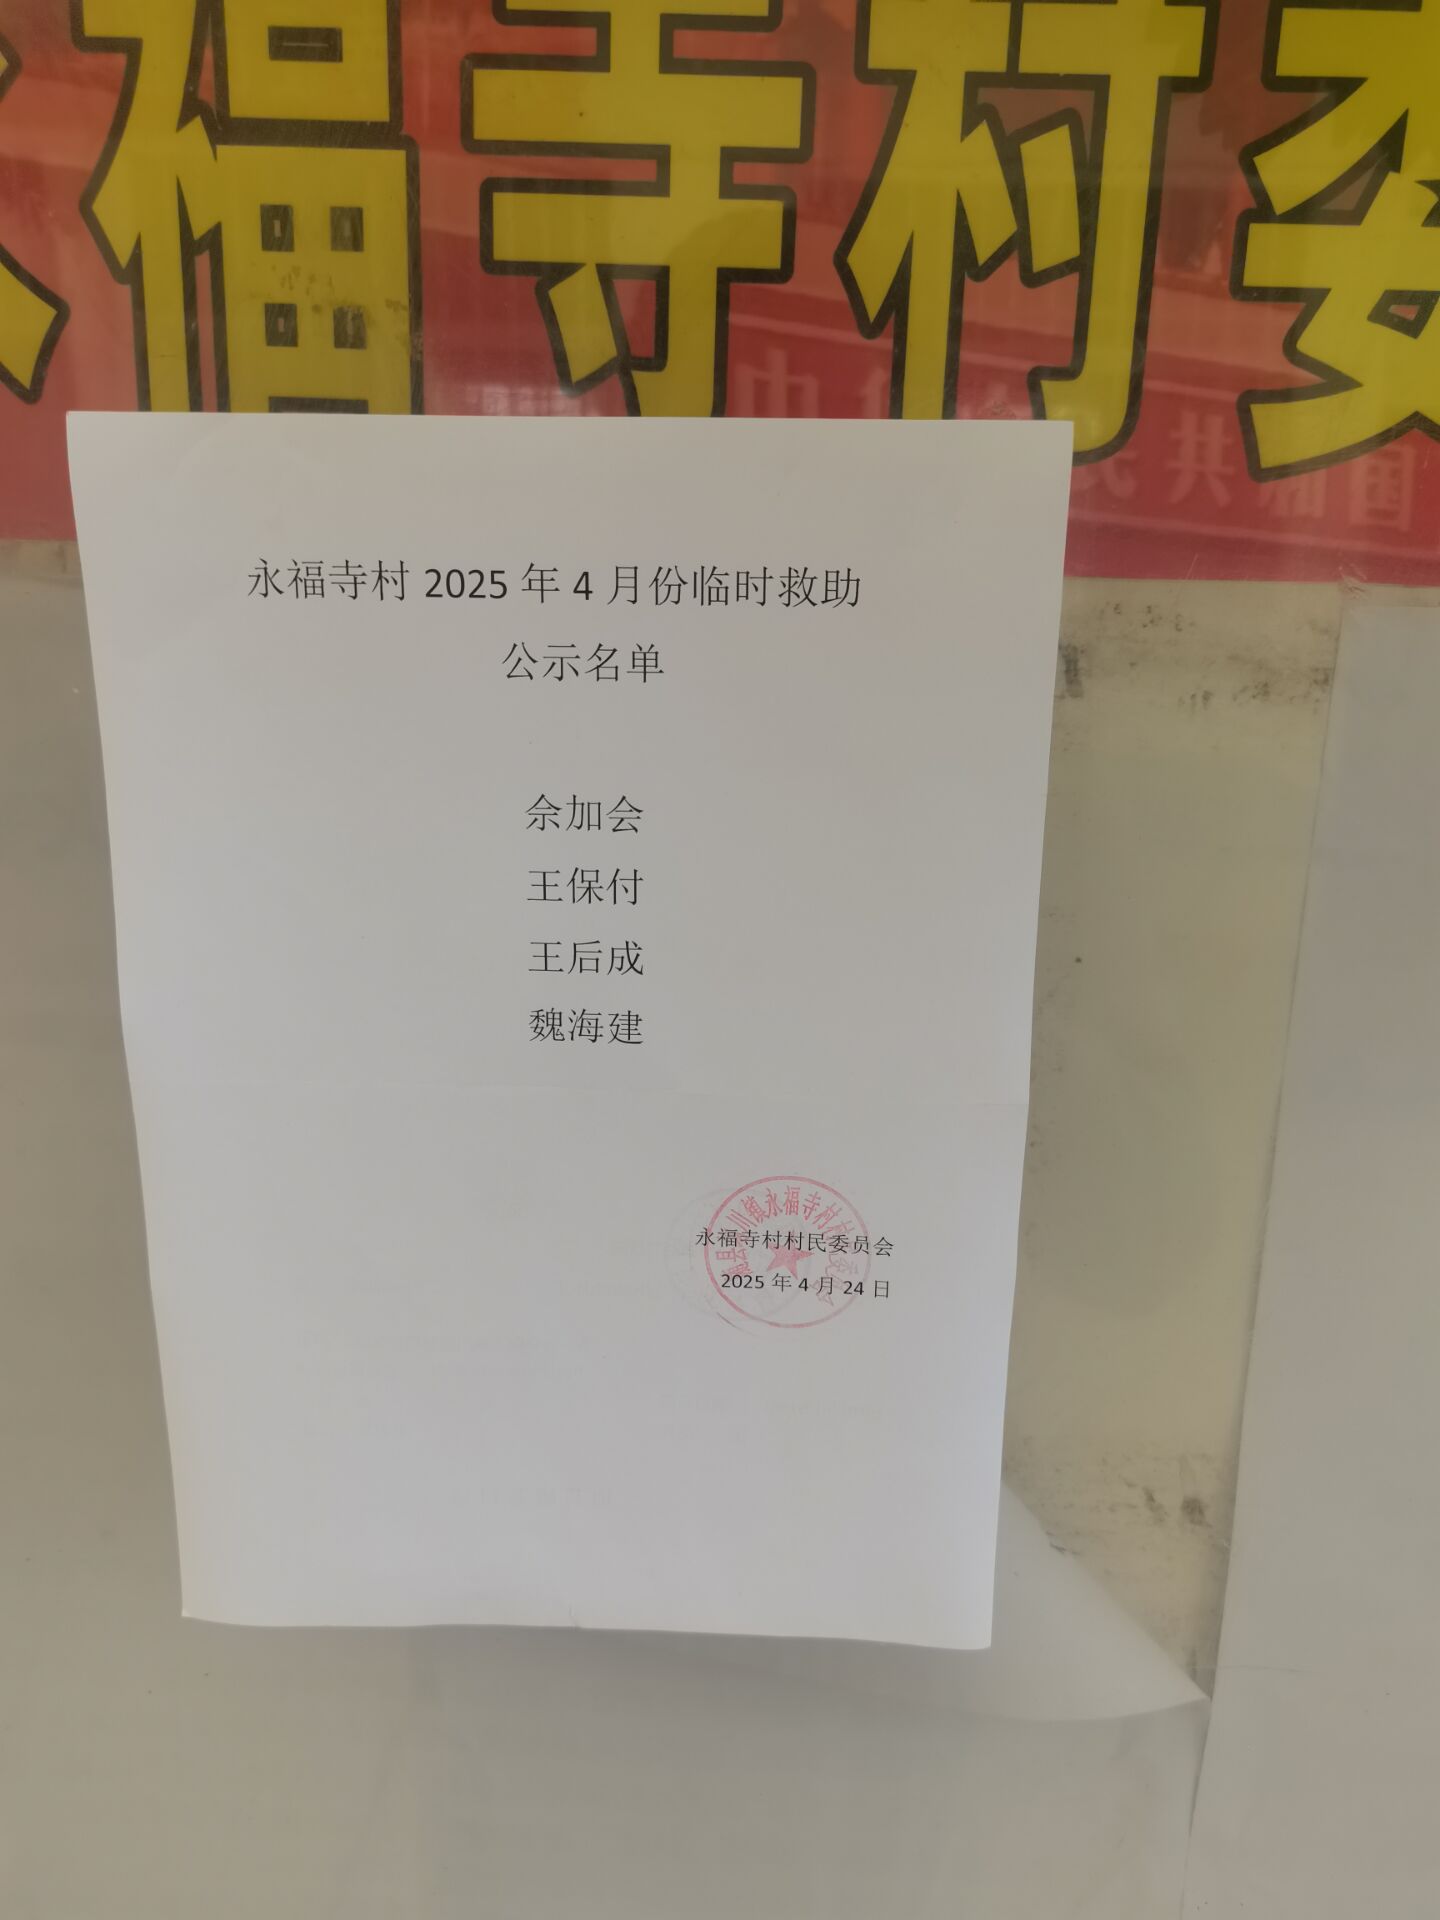 福寺村委
永福寺村 2025 年 4 月份临时救助
公示名单
佘加会
王保付
王后成
魏海建
永福寺村村民委员会
2025 年 4 月 24 日